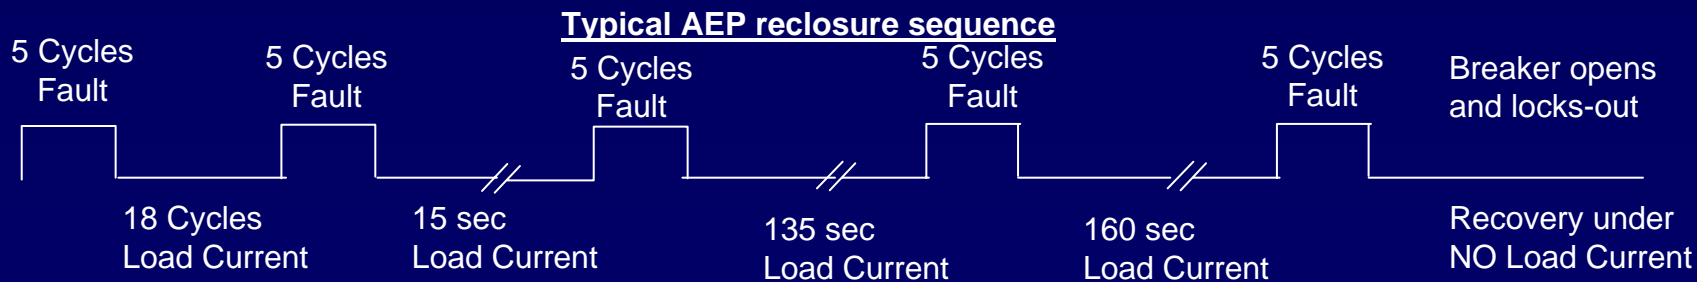 Typical AEP reclosure sequence
5 Cycles
Fault
5 Cycles
Fault
5 Cycles
Fault
5 Cycles
Fault
5 Cycles
Fault
Breaker opens
and locks-out
18 Cycles
Load Current
15 sec
Load Current
135 sec
Load Current
160 sec
Load Current
Recovery under
NO Load Current